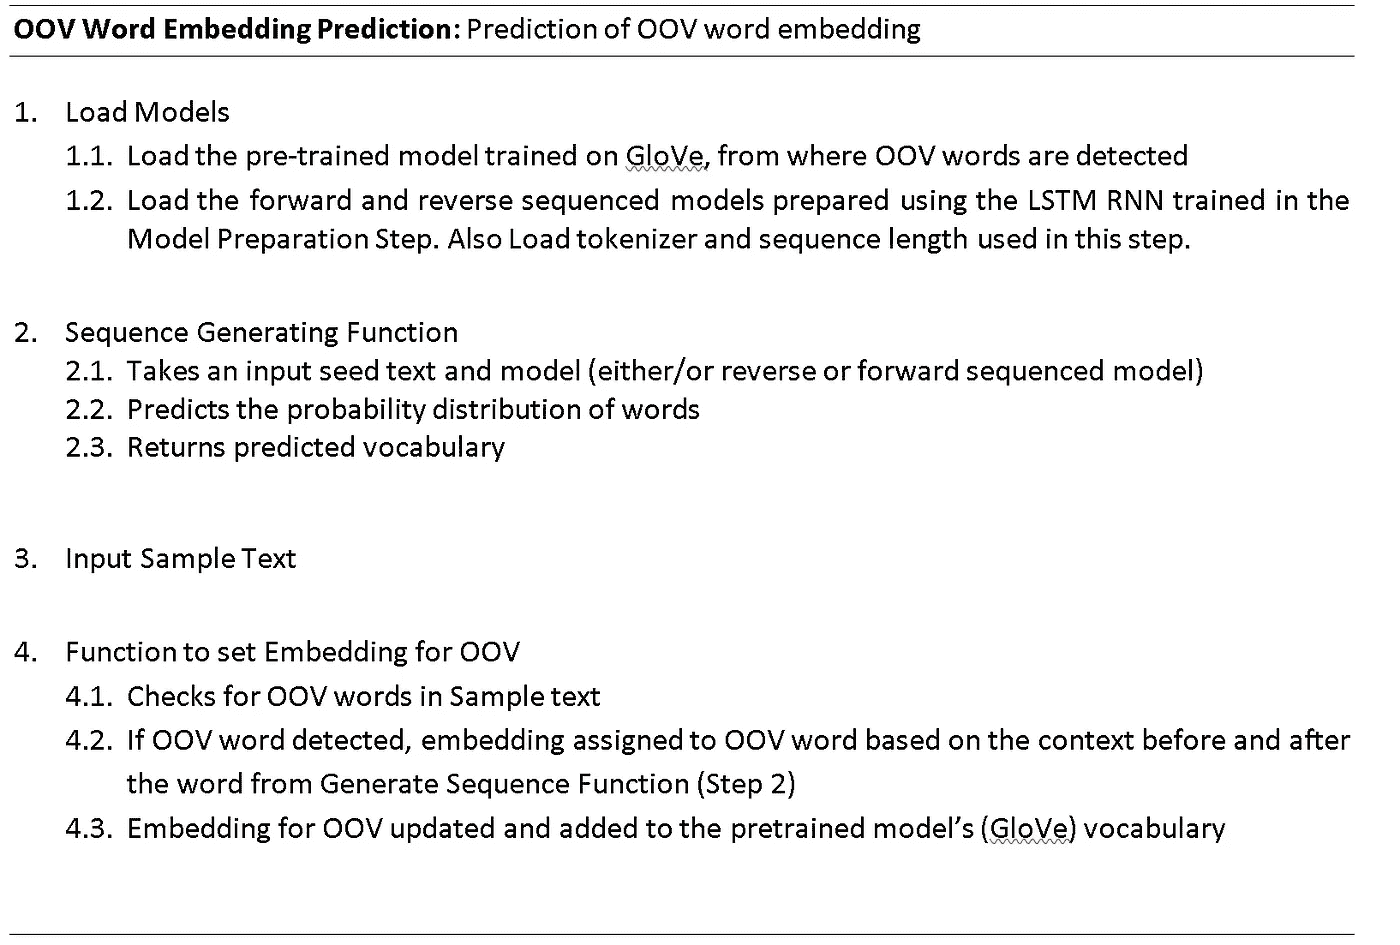 OOV Word Embedding Prediction: Prediction of OOV word embedding
1. Load Models
1.1. Load the pre-trained model trained on GloVe, from where OOV words are detected
1.2. Load the forward and reverse sequenced models prepared using the LSTM RNN trained in the
Model Preparation Step. Also Load tokenizer and sequence length used in this step.
2. Sequence Generating Function
2.1. Takes an input seed text and model (either/or reverse or forward sequenced model)
2.2. Predicts the probability distribution of words
2.3. Returns predicted vocabulary
3. Input Sample Text
4. Function to set Embedding for OOV
4.1. Checks for OOV words in Sample text
4.2. If OOV word detected, embedding assigned to OOV word based on the context before and after
the word from Generate Sequence Function (Step 2)
4.3. Embedding for OOV updated and added to the pretrained model’s (GloVe) vocabulary